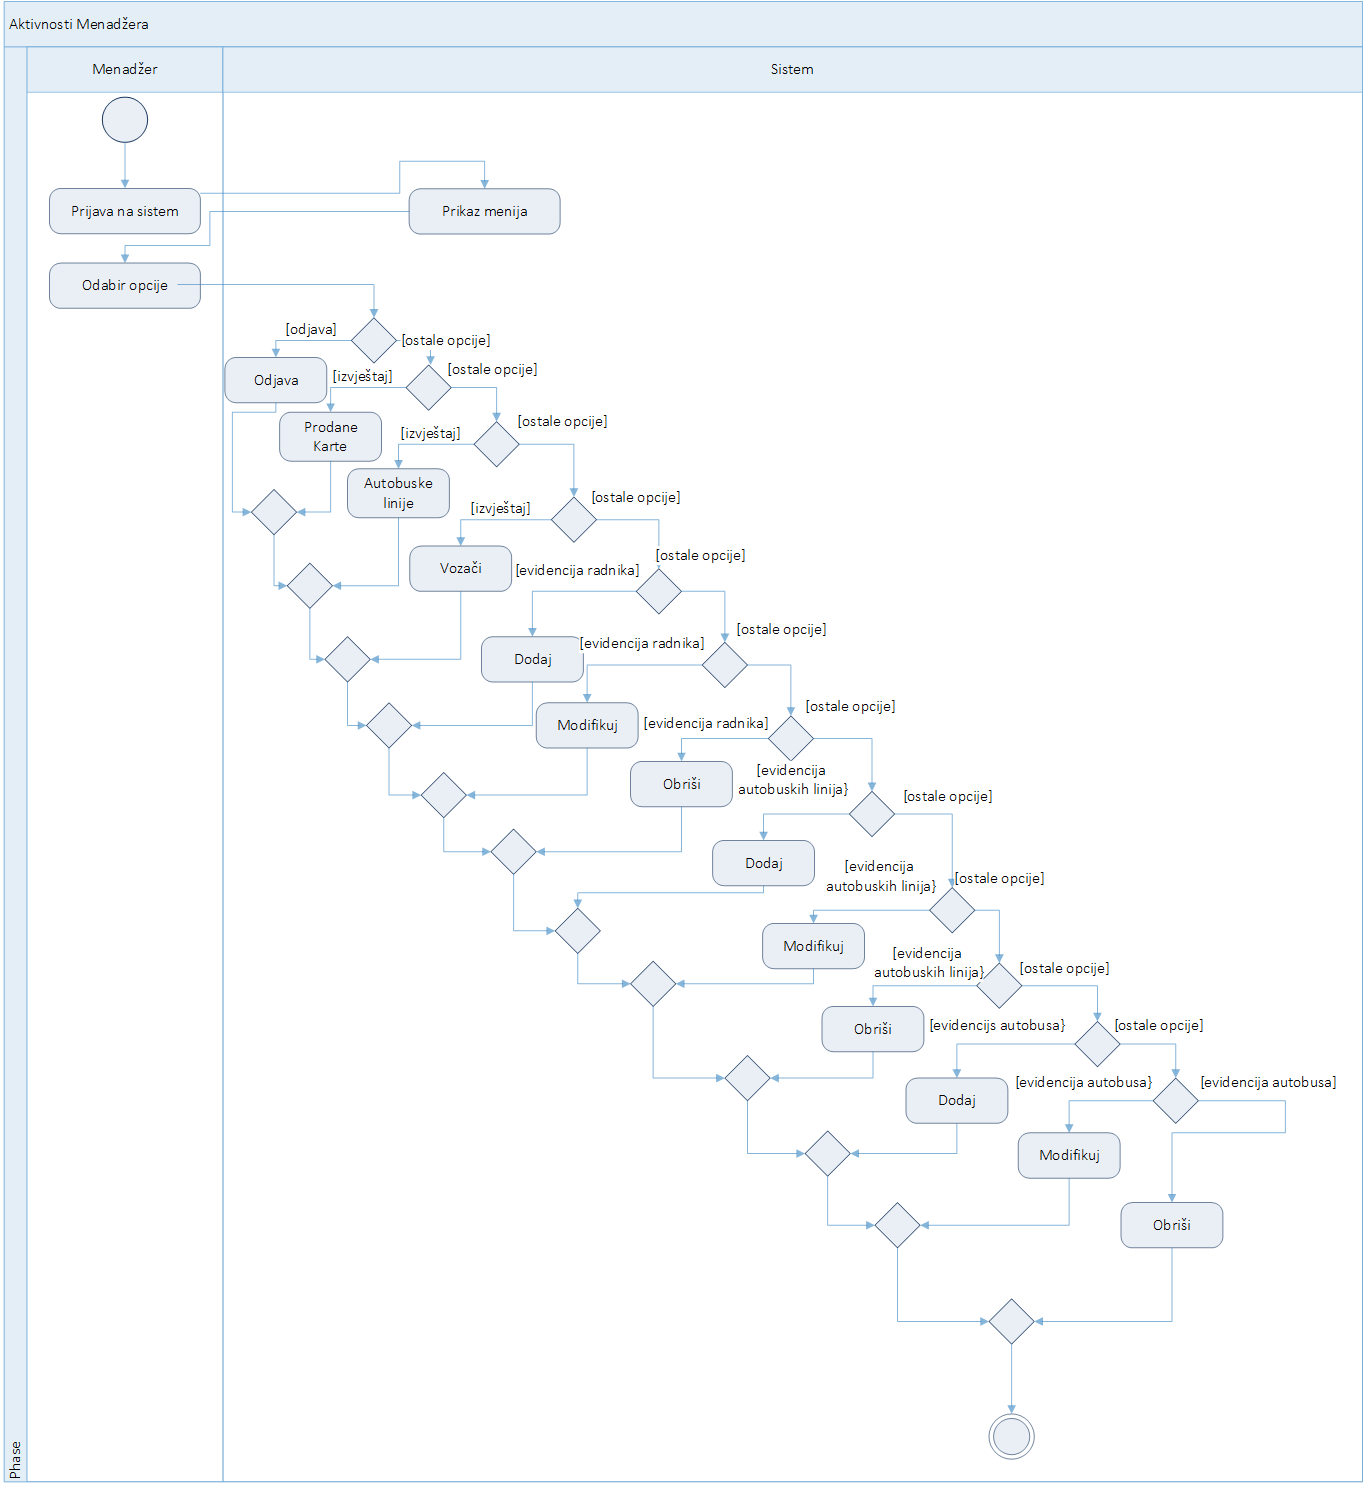 Aktivnosti Menadžera
Menadžer
Sistem
Prijava na sistem
Prikaz menija
Odabir opcije
[odjava]
[ostale opcije]
Odjava
[izvještaj]
[ostale opcije]
Prodane
Karte
[izvještaj]
[ostale opcije]
Autobuske
linije
[izvještaj]
[ostale opcije]
Vozači
[evidencija radnika]
[ostale opcije]
Dodaj
[evidencija radnika]
[ostale opcije]
Modifikuj
[evidencija radnika]
[ostale opcije]
Obriši
[evidencija
autobuskih linija}
[ostale opcije]
Dodaj
[evidencija
autobuskih linija}
[ostale opcije]
Modifikuj
[evidencija
autobuskih linija}
[ostale opcije]
Obriši
[evidencijs autobusa}
[ostale opcije]
Dodaj
[evidencija autobusa}
[evidencija autobusa]
Modifikuj
Obriši
Phase